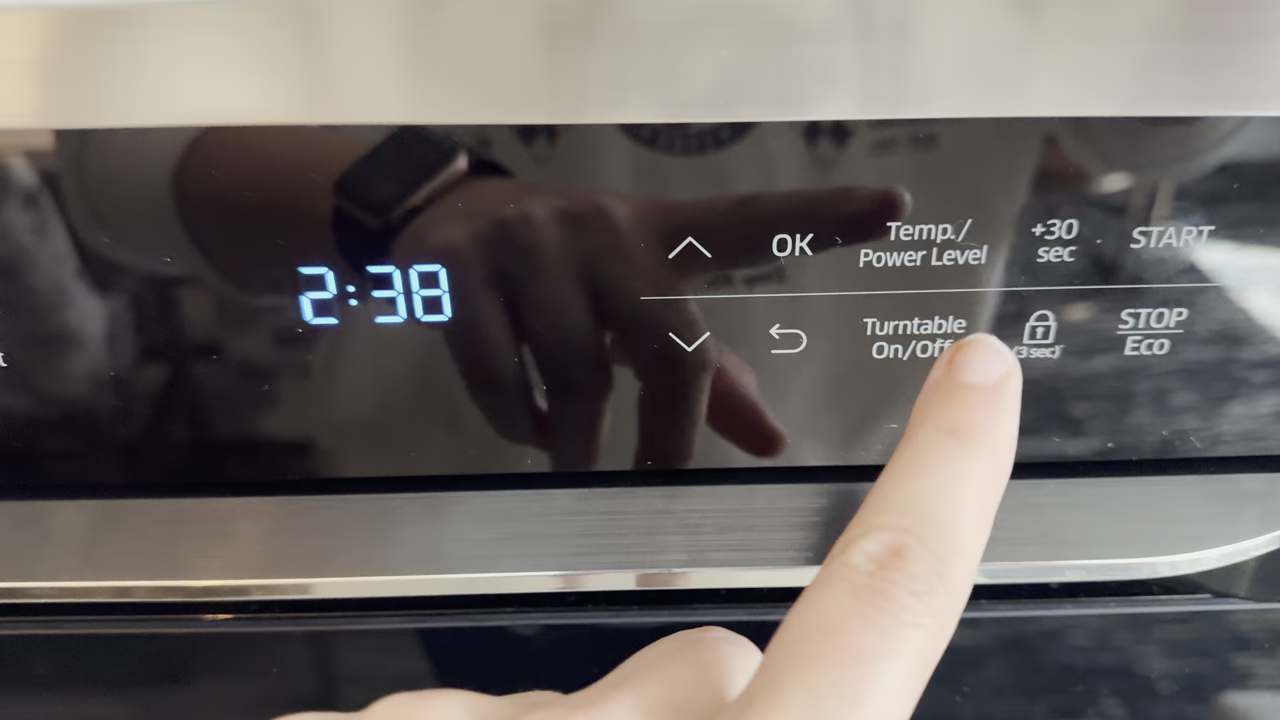 2:38
OK
Temp./
Power Level
+30
sec
START
Turntable
On/Off
(3 sec)
STOP
Eco